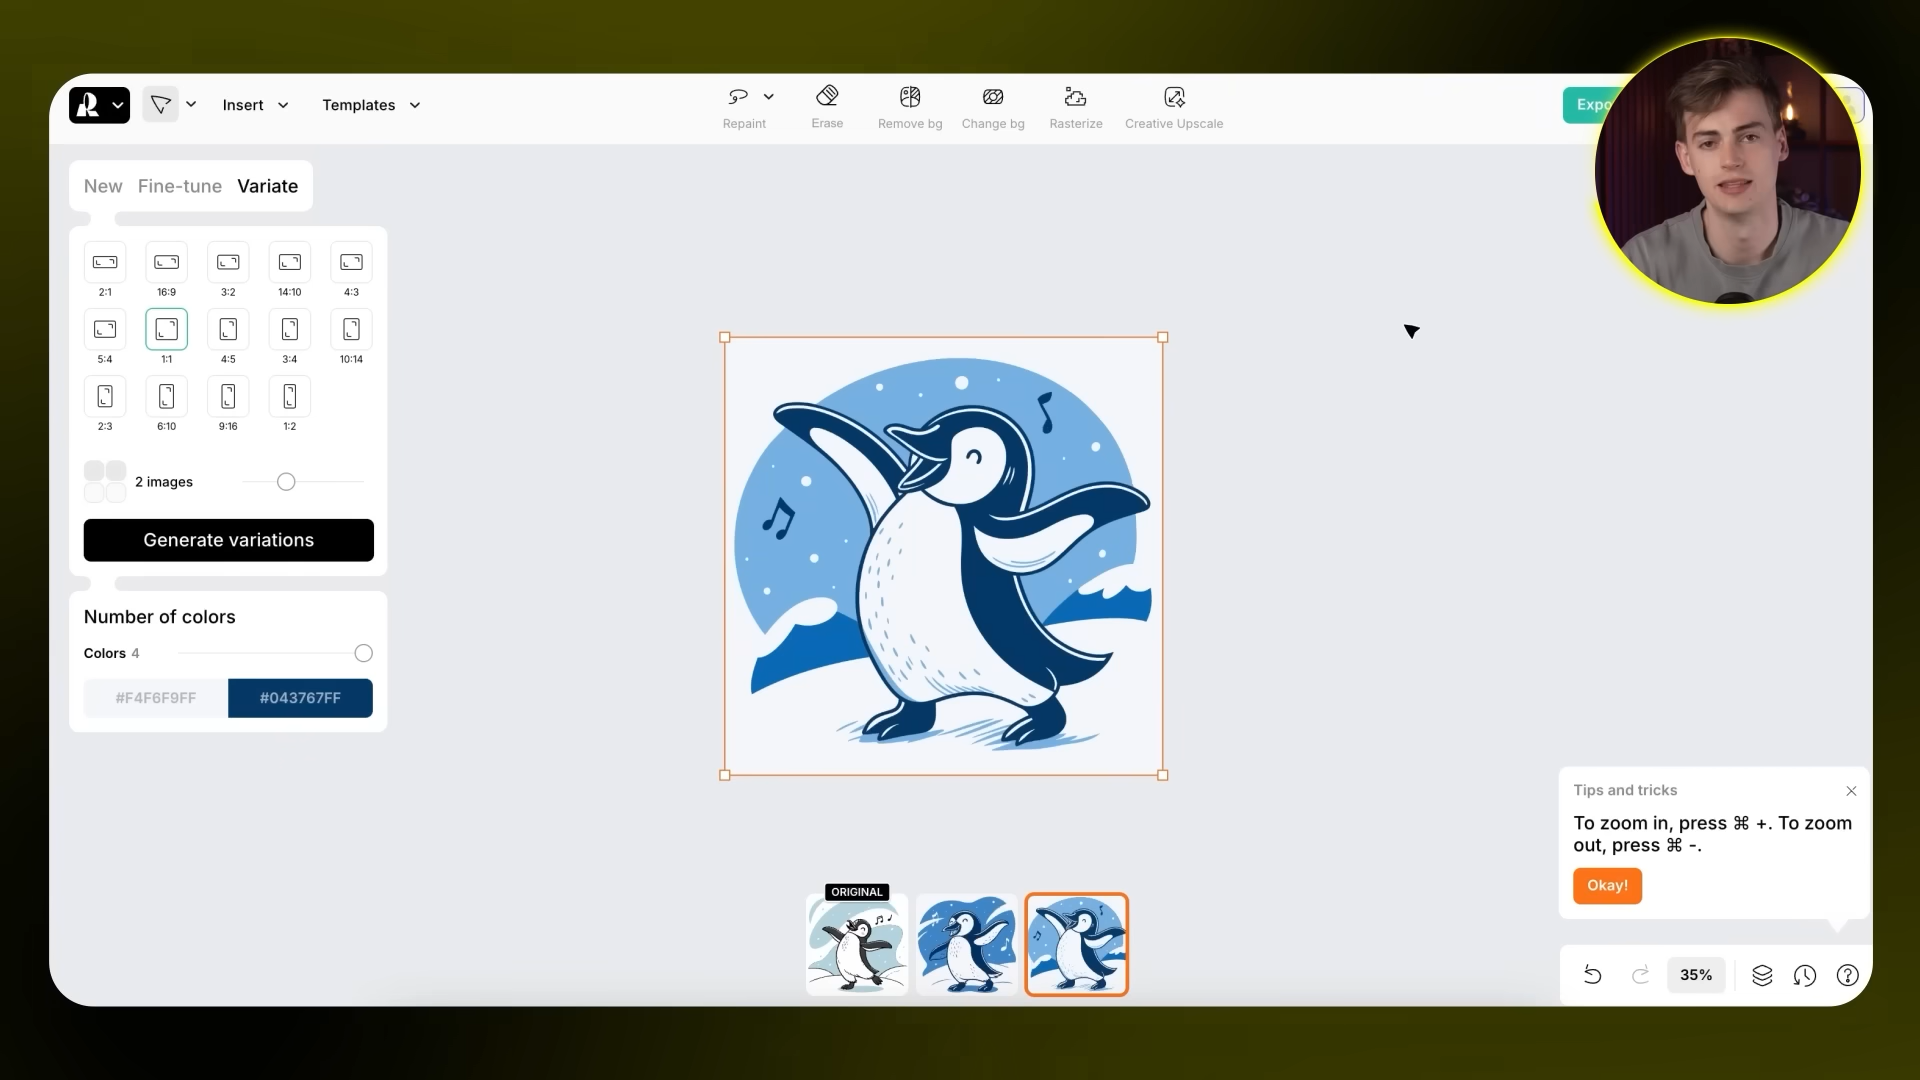 Insert
Templates
Repaint
Erase
Remove bg
Change bg
Rasterize
Creative Upscale
Expo
New
Fine-tune
Variate
2:1
16:9
3:2
14:10
4:3
5:4
1:1
4:5
3:4
10:14
2:3
6:10
9:16
1:2
2 images
Generate variations
Number of colors
Colors 4
#F4F6F9FF
#043767FF
ORIGINAL
Tips and tricks
To zoom in, press ⌘ +. To zoom
out, press ⌘ -.
Okay!
35%